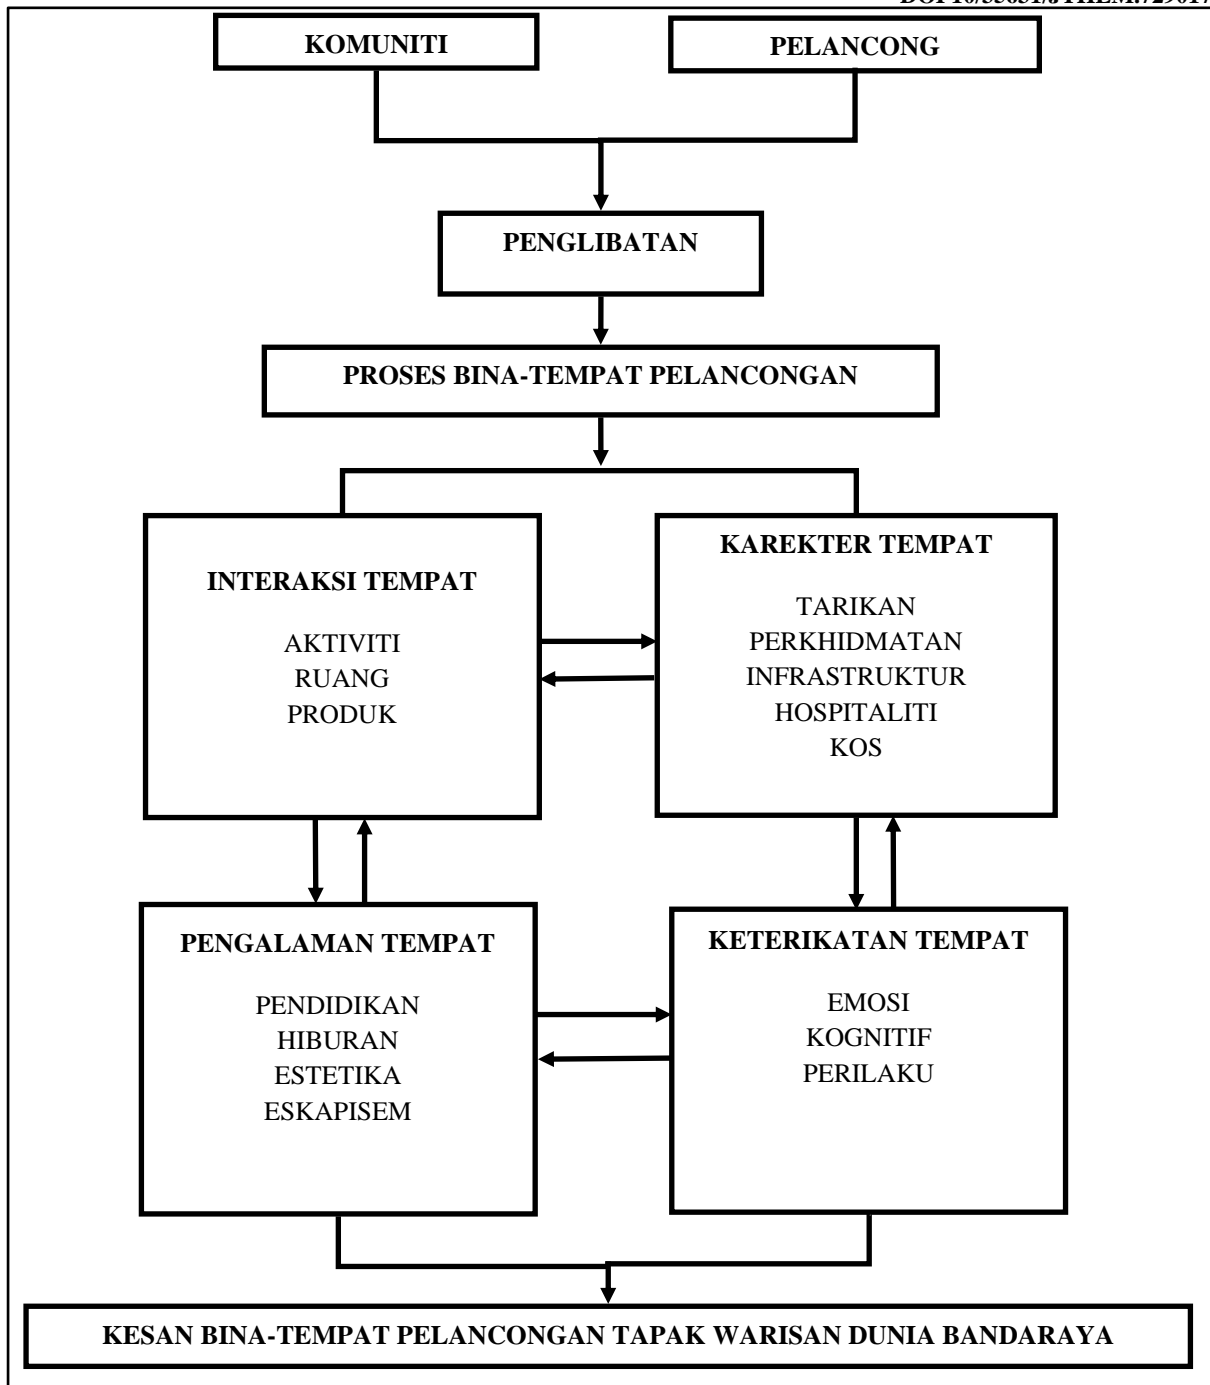 KOMUNITI
PELANCONG
PENGLIBATAN
PROSES BINA-TEMPAT PELANCONGAN
INTERAKSI TEMPAT
AKTIVITI
RUANG
PRODUK
KAREKTER TEMPAT
TARIKAN
PERKHIDMATAN
INFRASTRUKTUR
HOSPITALITI
KOS
PENGALAMAN TEMPAT
PENDIDIKAN
HIBURAN
ESTETIKA
ESKAPISEM
KETERIKATAN TEMPAT
EMOSI
KOGNITIF
PERILAKU
KESAN BINA-TEMPAT PELANCONGAN TAPAK WARISAN DUNIA BANDARAYA